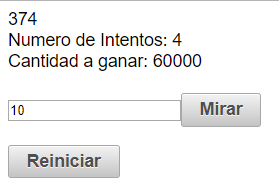 374
Numero de Intentos: 4
Cantidad a ganar: 60000
10 Mirar
Reiniciar